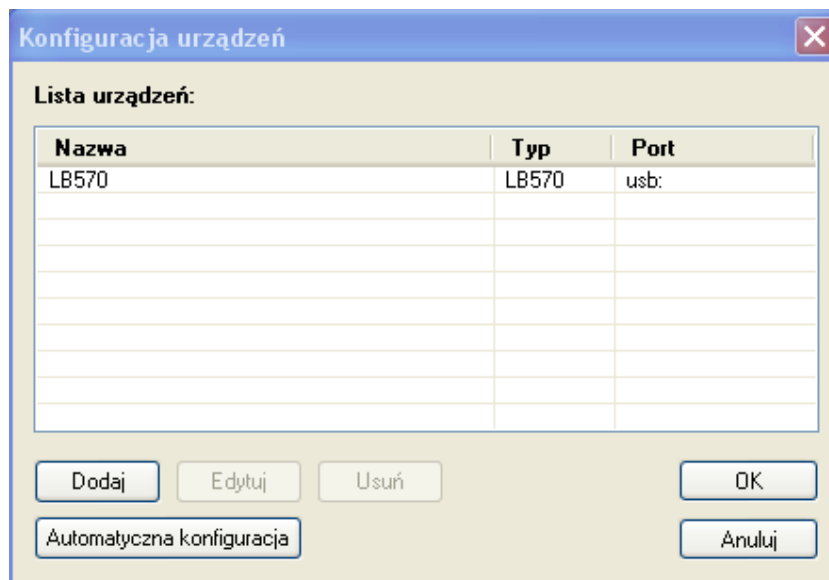 Konfiguracja urządzeń
Lista urządzeń:
Nazwa Typ Port
LB570 LB570 usb:
Dodaj Edytuj Usuń OK
Automatyczna konfiguracja Anuluj